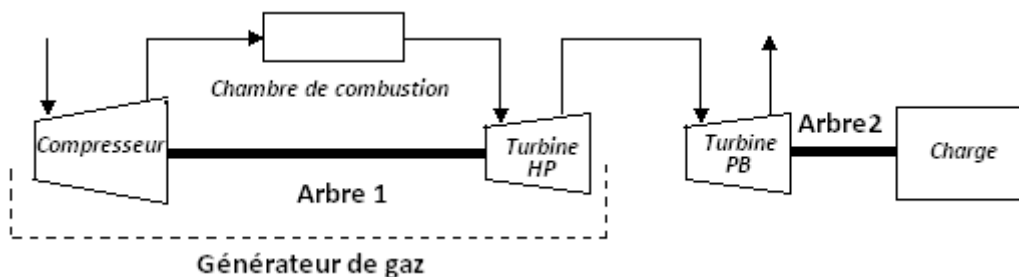 Chambre de combustion
Compresseur
Turbine
HP
Turbine
PB
Arbre2
Charge
Arbre 1
Générateur de gaz